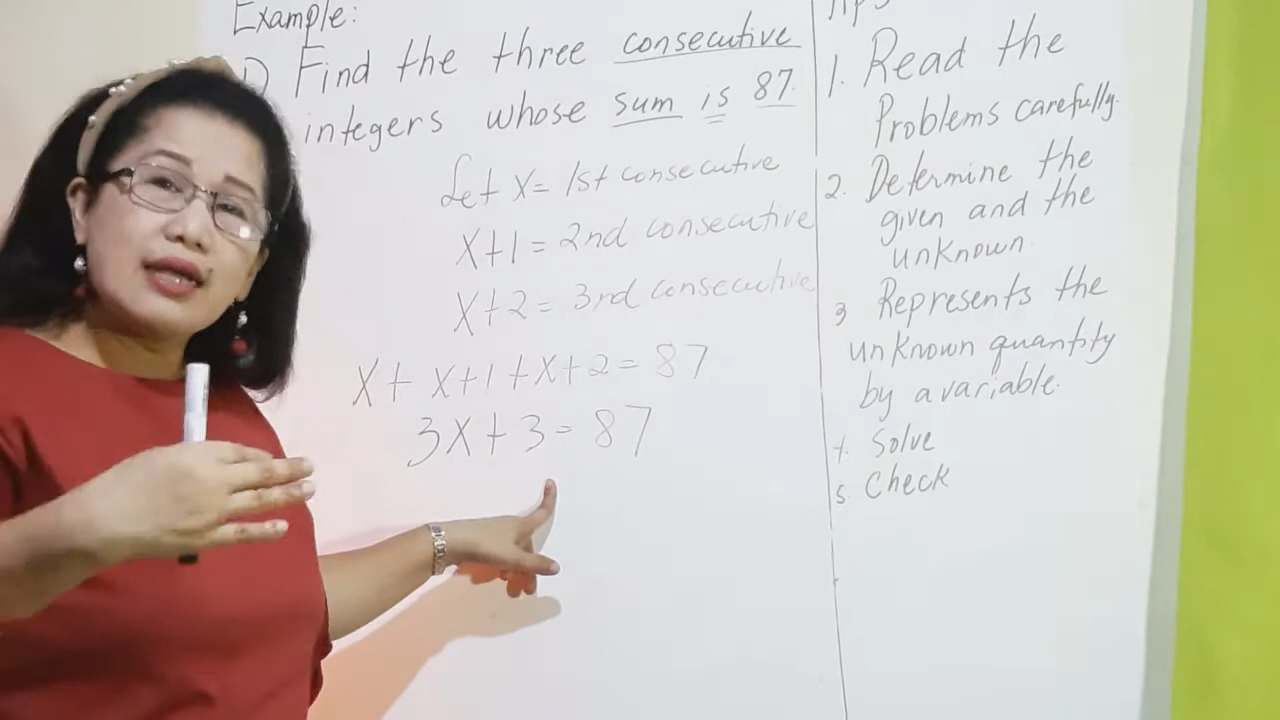 Example:
1) Find the three consecutive
integers whose sum is 87.
Let x = 1st consecutive
x+1 = 2nd consecutive
x+2 = 3rd consecutive
x + x+1+x+2 = 87
3x + 3 = 87
1. Read the
Problems carefully.
2. Determine the
given and the
unknown
3 Represents the
unknown quantity
by a variable.
4. Solve
5. Check